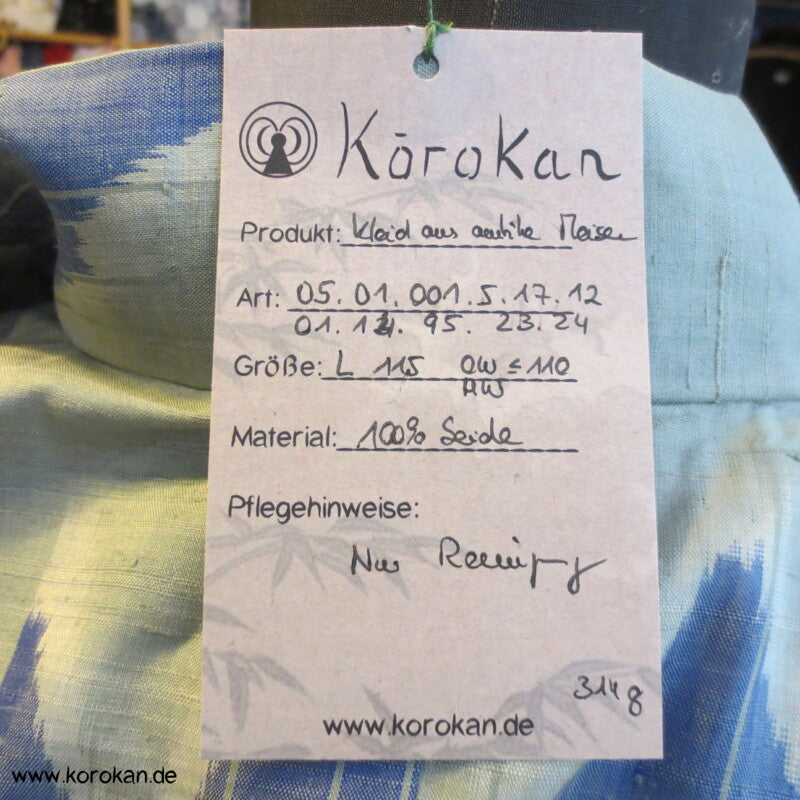 Kōrokan
Produkt: Kleid aus antike Meisen
Art: 05. 01. 001. 5. 17. 12
01. 12. 95. 23. 24
Größe: L 115 OW ≤ 110
AW
Material: 100% Seide
Pflegehinweise:
Nur Reinigung
314 g
www.korokan.de
www.korokan.de